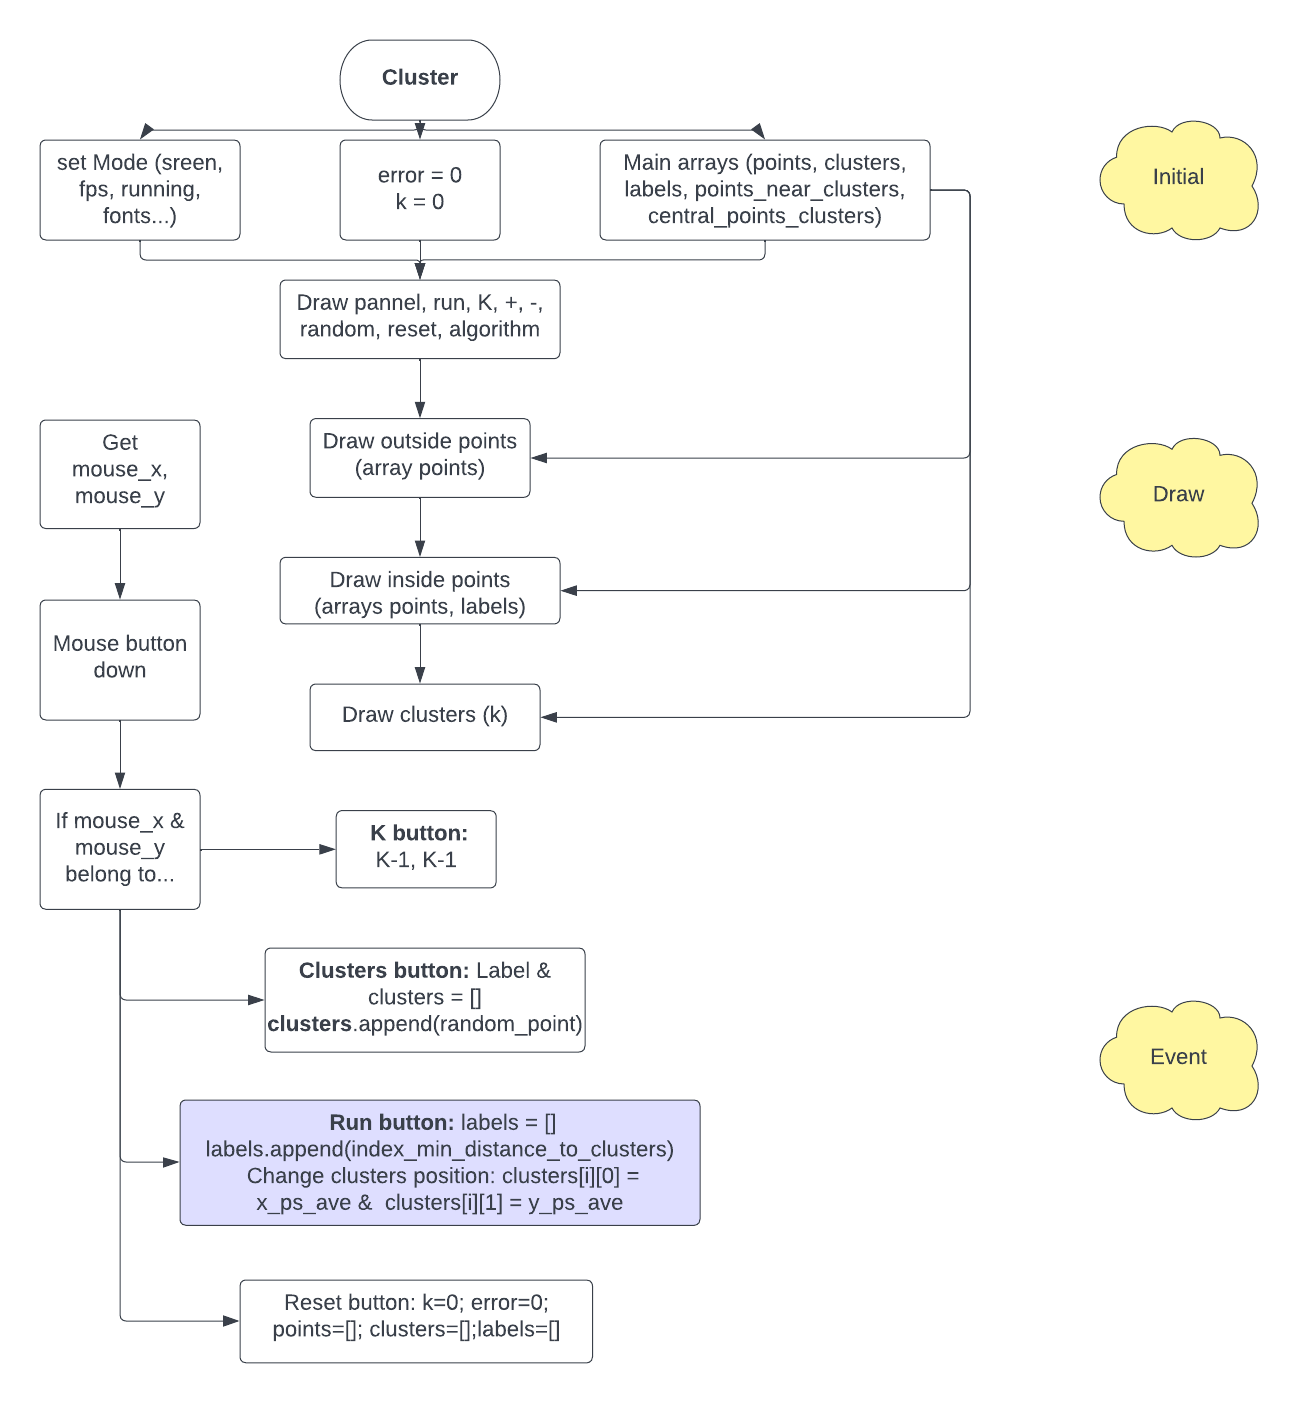 Cluster
set Mode (sreen,
fps, running,
fonts...)
error = 0
k = 0
Main arrays (points, clusters,
labels, points_near_clusters,
central_points_clusters)
Initial
Draw pannel, run, K, +, -,
random, reset, algorithm
Get
mouse_x,
mouse_y
Draw outside points
(array points)
Draw
Draw inside points
(arrays points, labels)
Mouse button
down
Draw clusters (k)
If mouse_x &
mouse_y
belong to...
K button:
K-1, K-1
Clusters button: Label &
clusters = []
clusters.append(random_point)
Event
Run button: labels = []
labels.append(index_min_distance_to_clusters)
Change clusters position: clusters[i][0] =
x_ps_ave &  clusters[i][1] = y_ps_ave
Reset button: k=0; error=0;
points=[]; clusters=[];labels=[]